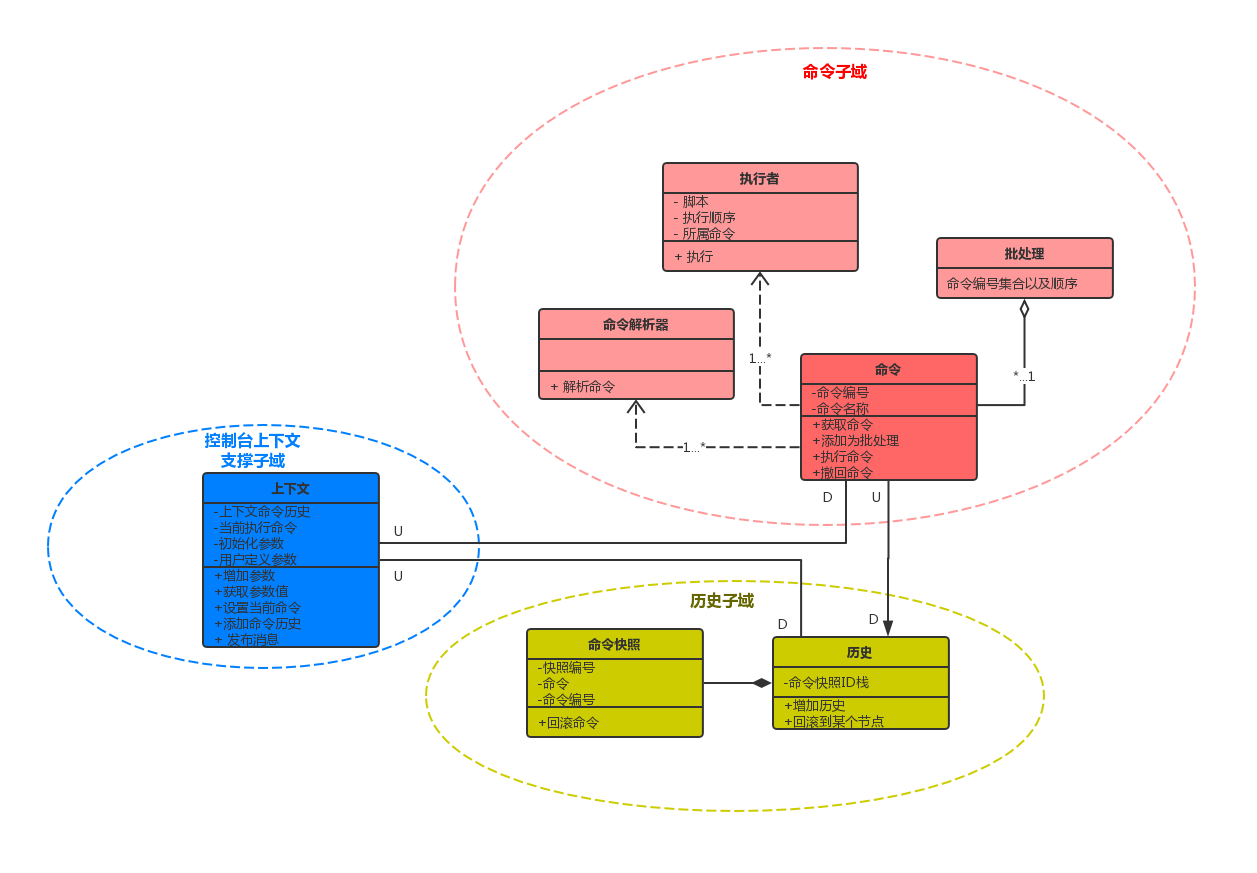 命令子域
执行者
- 脚本
- 执行顺序
- 所属命令
+ 执行
批处理
命令编号集合以及顺序
命令解析器
+ 解析命令
1...*
*...1
1...*
命令
-命令编号
-命令名称
+获取命令
+添加为批处理
+执行命令
+撤回命令
D
U
控制台上下文
支撑子域
上下文
-上下文命令历史
-当前执行命令
-初始化参数
-用户定义参数
+增加参数
+获取参数值
+设置当前命令
+添加命令历史
+ 发布消息
U
U
历史子域
D
D
命令快照
-快照编号
-命令
-命令编号
+回滚命令
历史
-命令快照ID栈
+增加历史
+回滚到某个节点